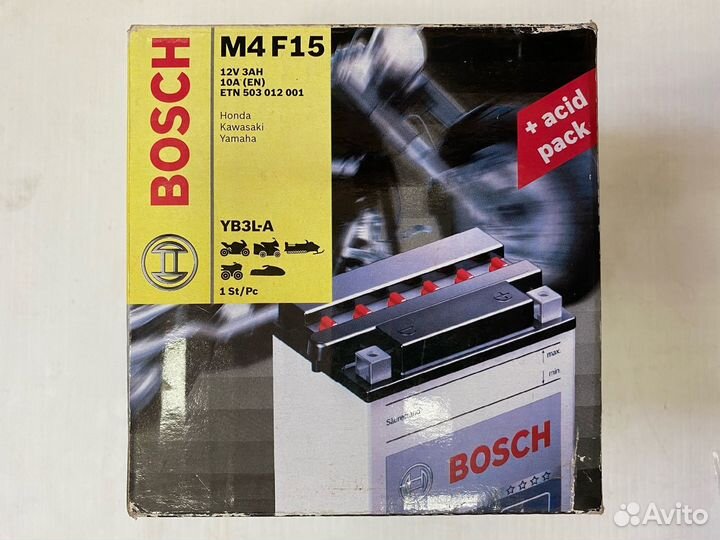 BOSCH
M4 F15
12V 3AH
10A (EN)
ETN 503 012 001
Honda
Kawasaki
Yamaha
YB3L-A
1 St/Pc
+ acid
pack
max.
min.
Säurestand
BOSCH
Avito